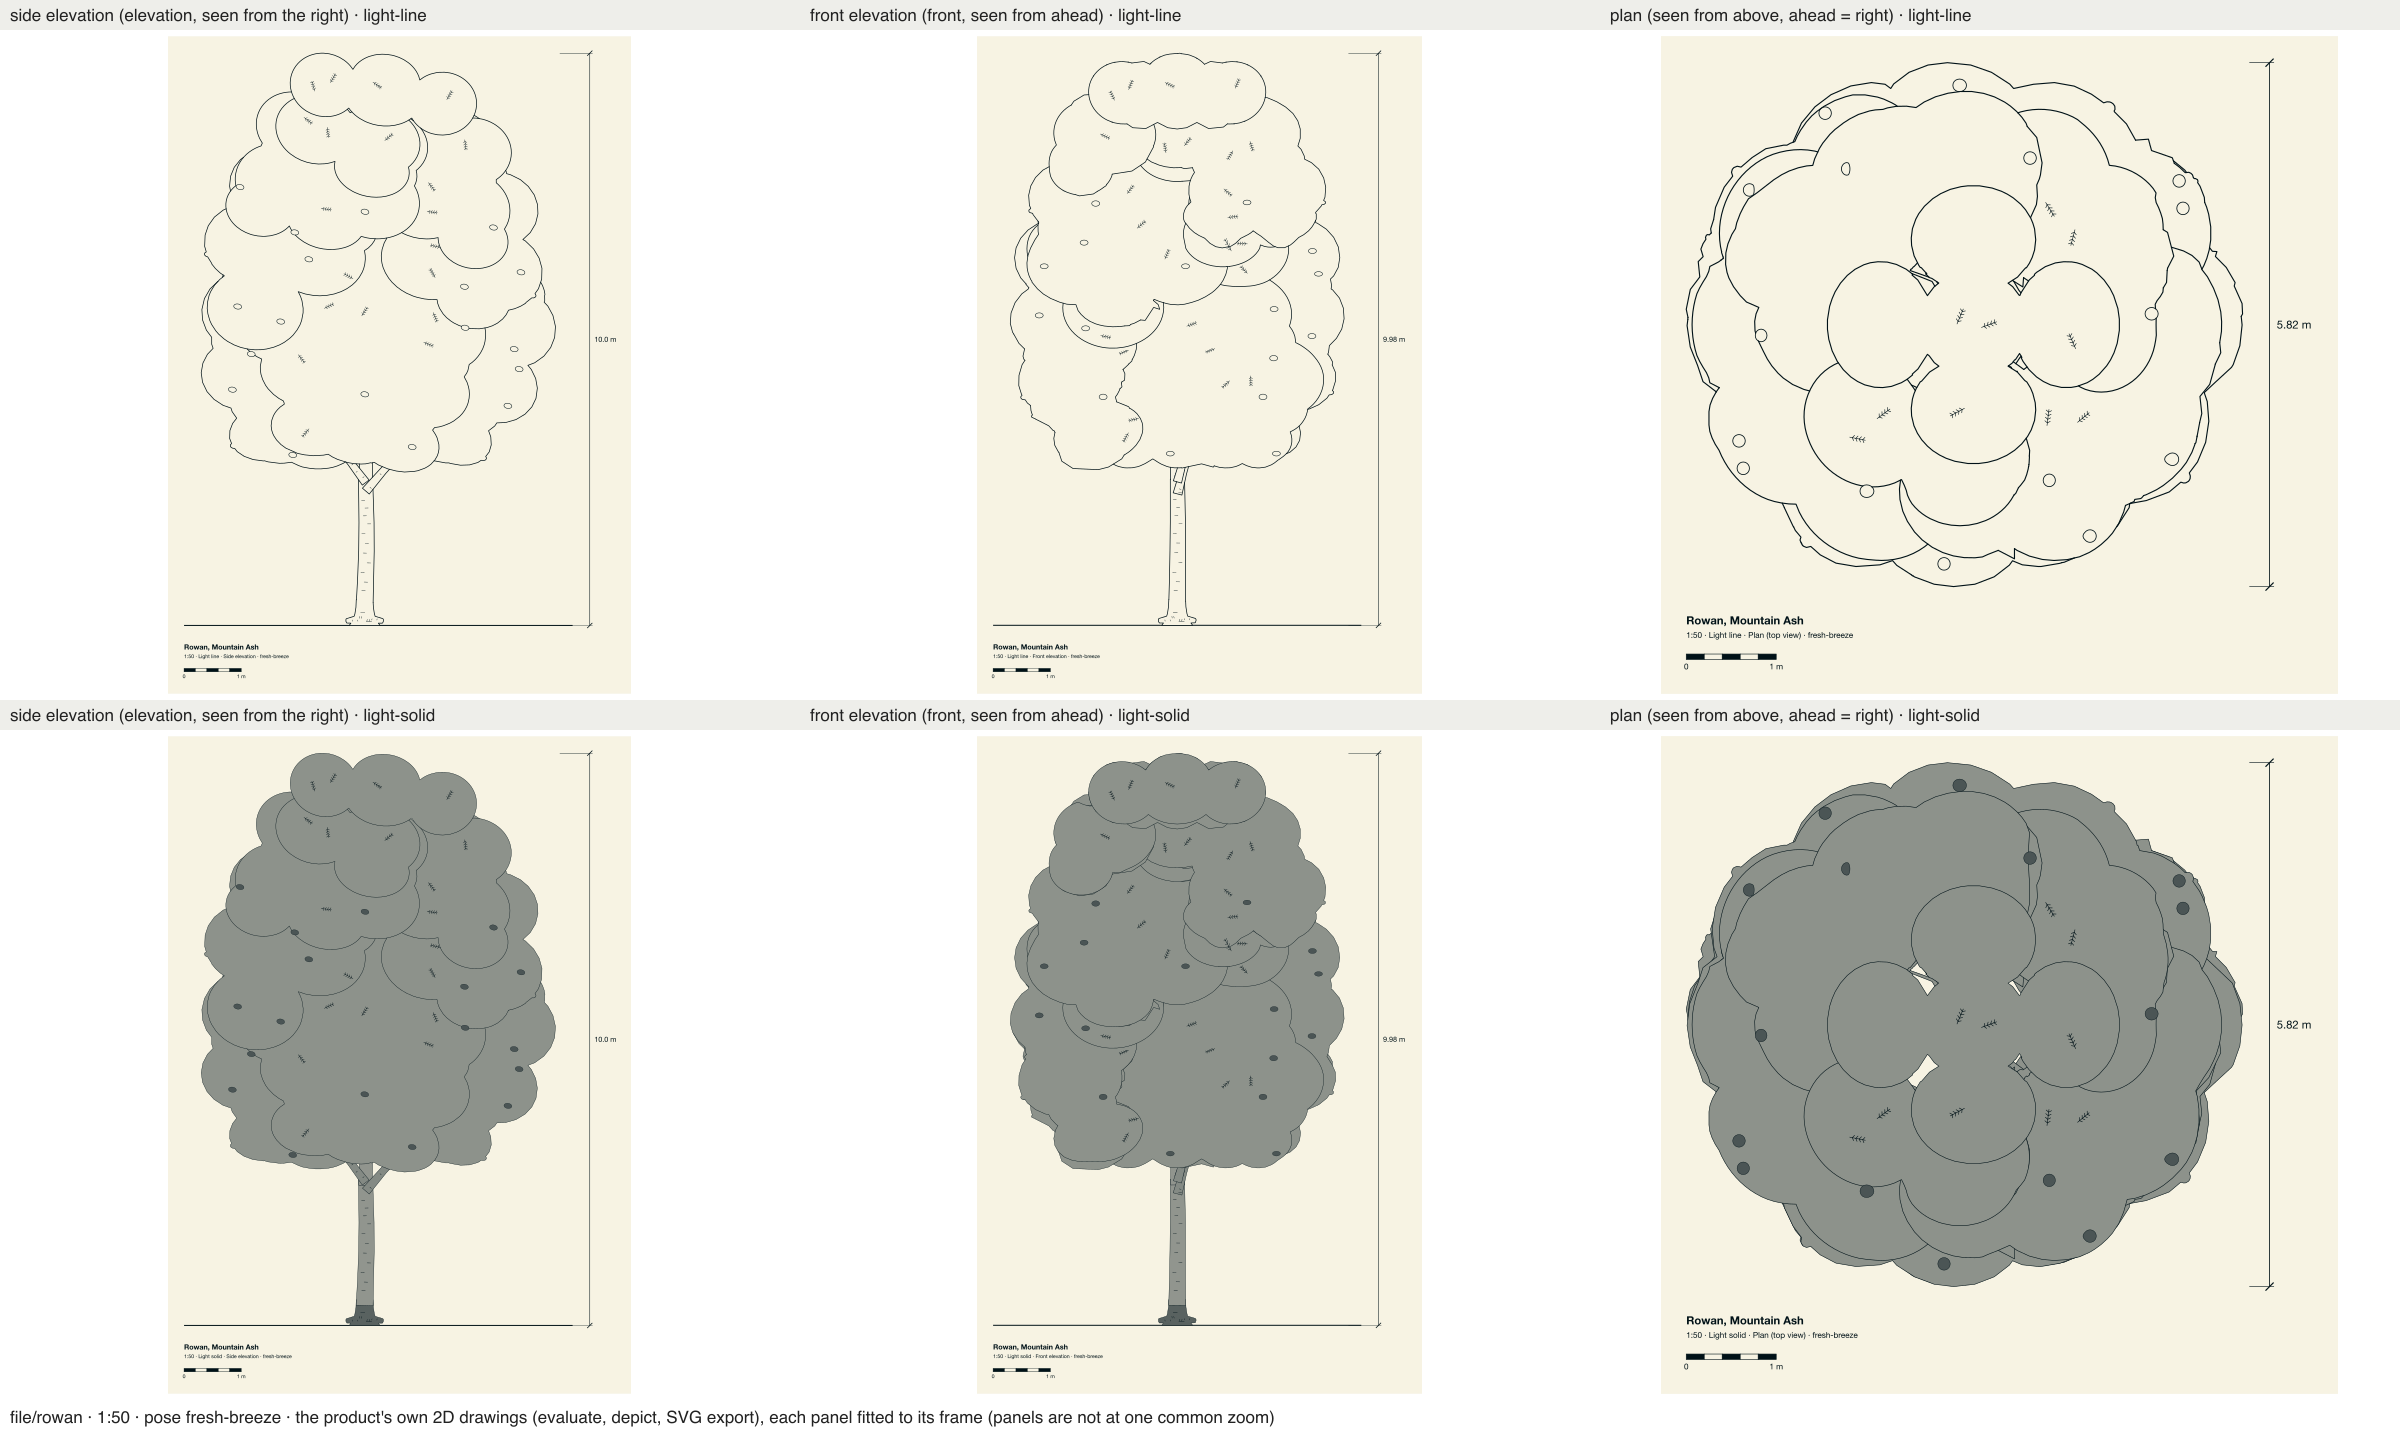 side elevation (elevation, seen from the right) · light-line
front elevation (front, seen from ahead) · light-line
plan (seen from above, ahead = right) · light-line
10.0 m
9.98 m
5.82 m
Rowan, Mountain Ash
1:50 · Light line · Side elevation · fresh-breeze
0 1 m
Rowan, Mountain Ash
1:50 · Light line · Front elevation · fresh-breeze
0 1 m
Rowan, Mountain Ash
1:50 · Light line · Plan (top view) · fresh-breeze
0 1 m
side elevation (elevation, seen from the right) · light-solid
front elevation (front, seen from ahead) · light-solid
plan (seen from above, ahead = right) · light-solid
10.0 m
9.98 m
5.82 m
Rowan, Mountain Ash
1:50 · Light solid · Side elevation · fresh-breeze
0 1 m
Rowan, Mountain Ash
1:50 · Light solid · Front elevation · fresh-breeze
0 1 m
Rowan, Mountain Ash
1:50 · Light solid · Plan (top view) · fresh-breeze
0 1 m
file/rowan · 1:50 · pose fresh-breeze · the product's own 2D drawings (evaluate, depict, SVG export), each panel fitted to its frame (panels are not at one common zoom)